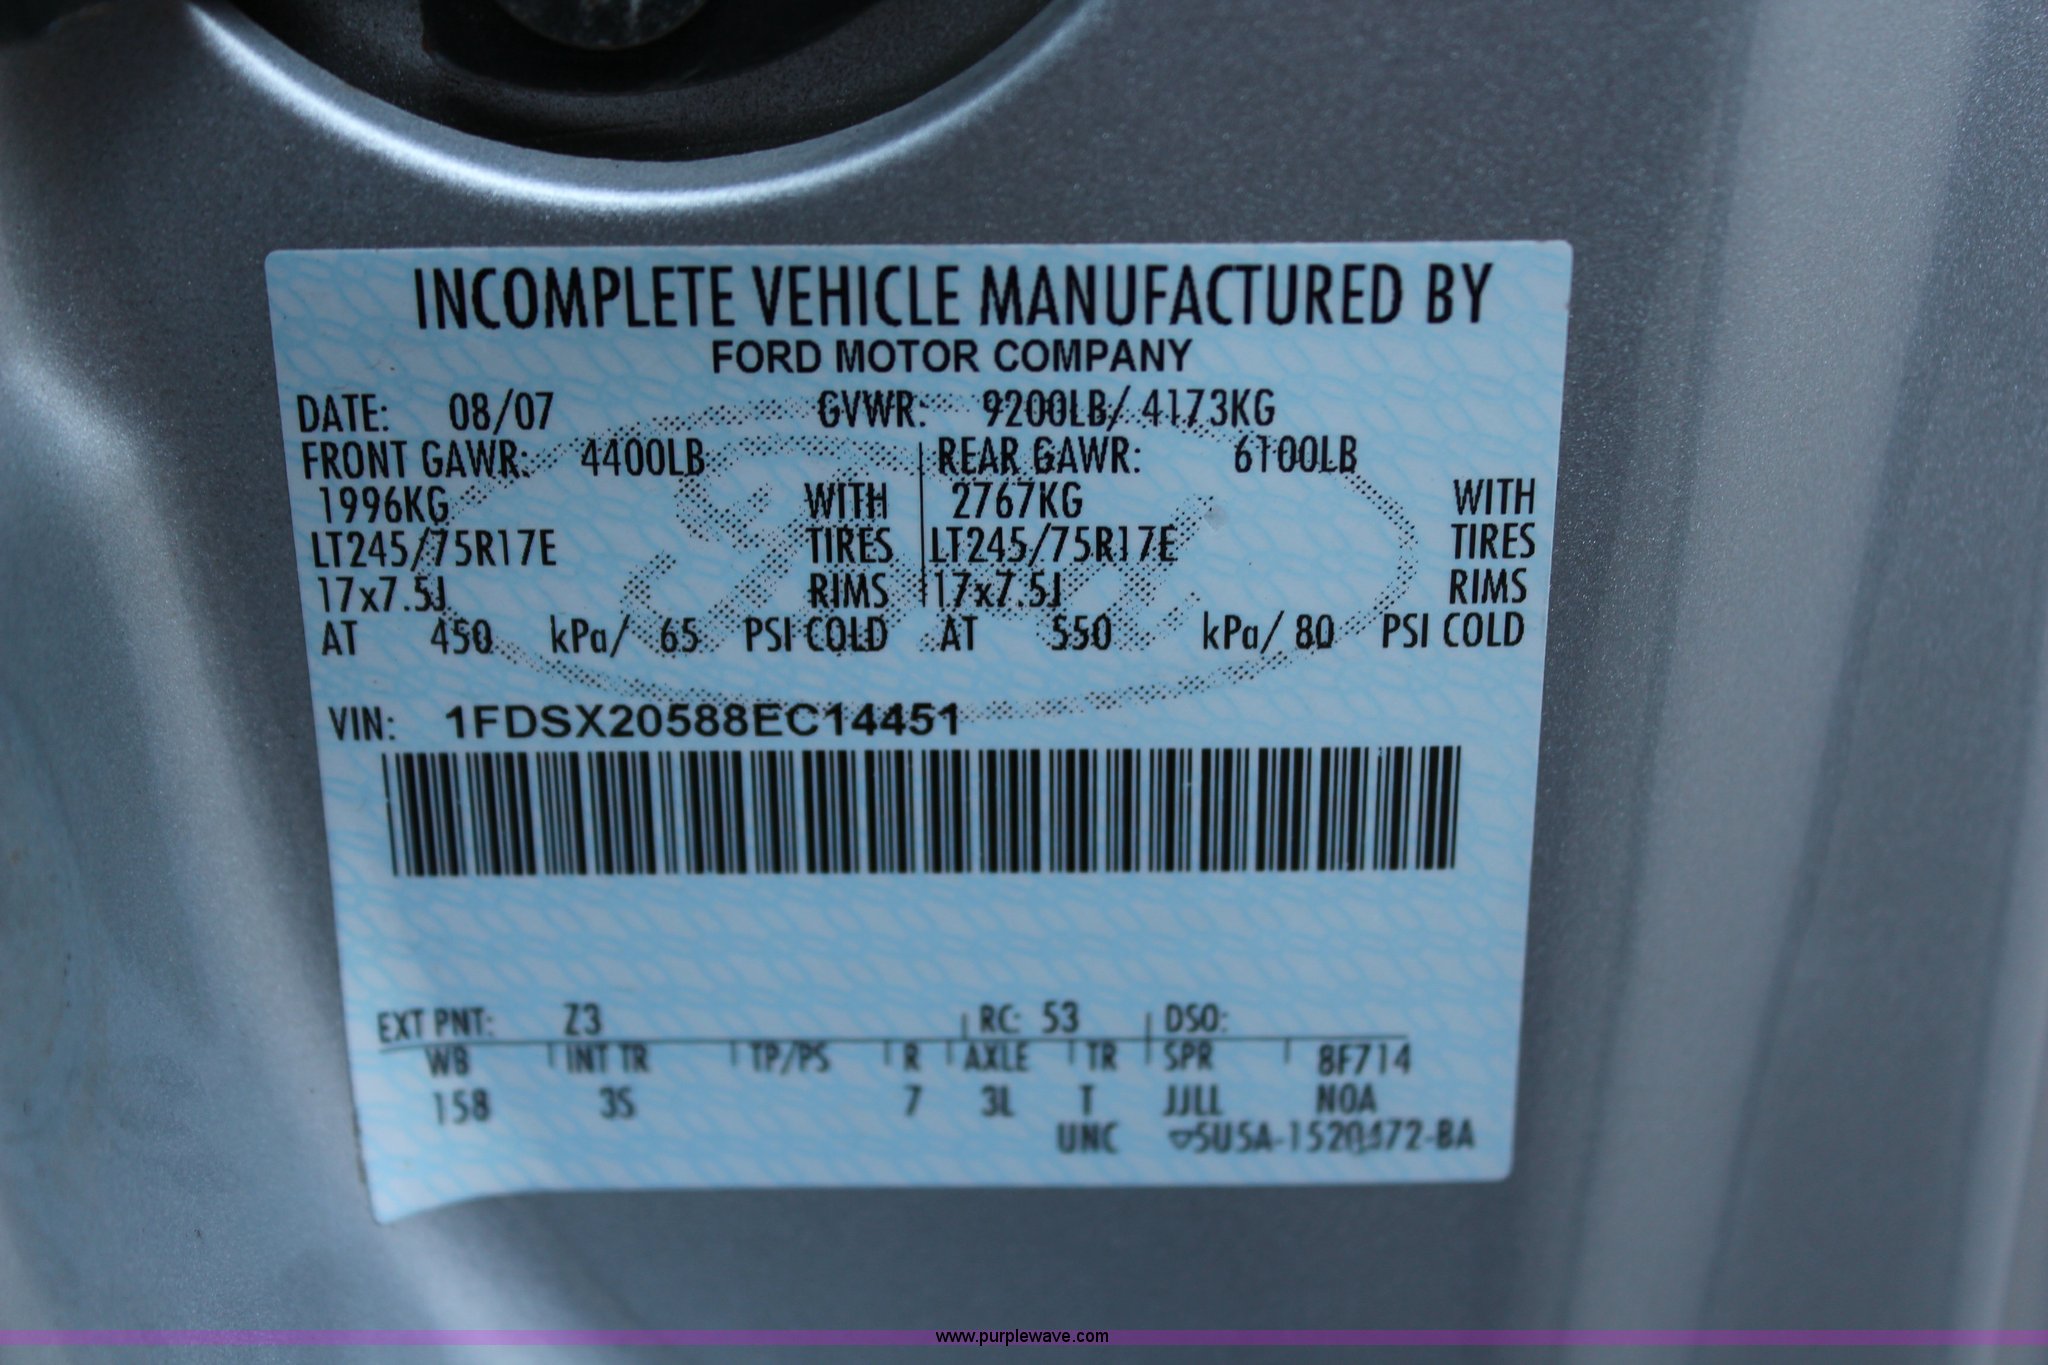 INCOMPLETE VEHICLE MANUFACTURED BY
FORD MOTOR COMPANY
DATE: 08/07 GVWR: 9200LB/ 4173KG
FRONT GAWR: 4400LB REAR GAWR: 6100LB
1996KG WITH 2767KG WITH
LT245/75R17E TIRES LT245/75R17E TIRES
17x7.5J RIMS 17x7.5J RIMS
AT 450 kPa/ 65 PSI COLD AT 550 kPa/ 80 PSI COLD
VIN: 1FDSX20588EC14451
EXT PNT: Z3 RC: 53 DSO:
WB INT TR TP/PS R AXLE TR SPR 8F714
158 3S 7 3L T JJLL NOA
UNC
www.purplewave.com